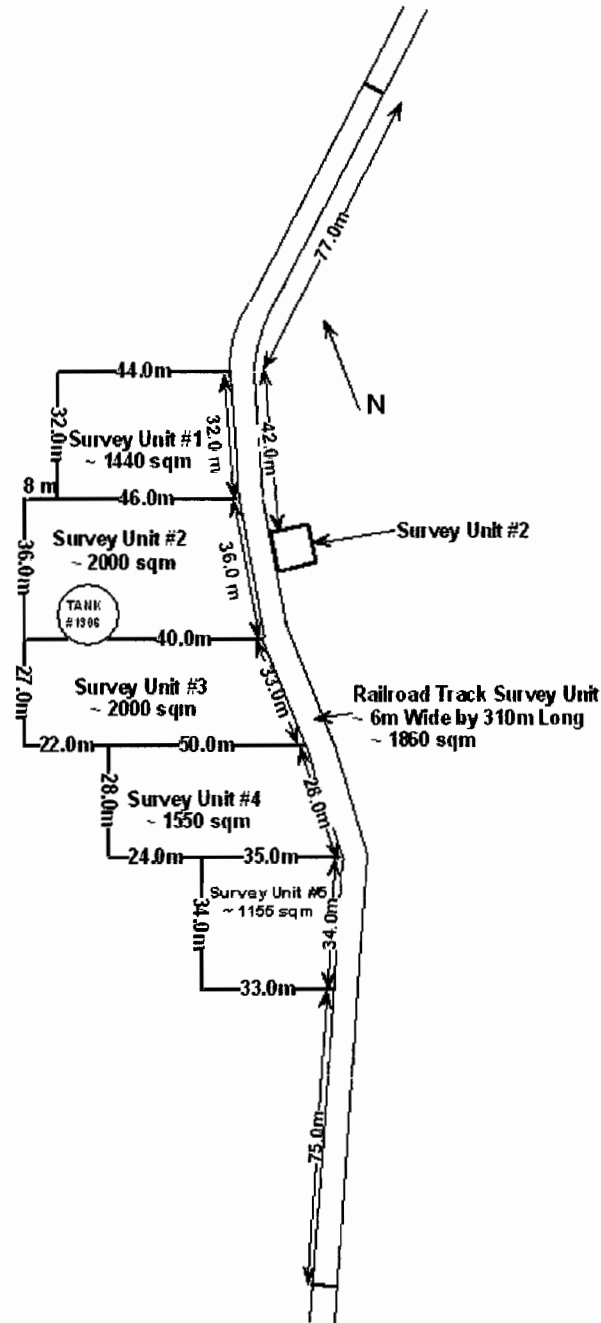 77.0m
N
44.0m
32.0m
32.0 m
42.0m
Survey Unit #1
~ 1440 sqm
8 m
46.0m
Survey Unit #2
36.0m
Survey Unit #2
~ 2000 sqm
36.0 m
TANK
#1906
40.0m
27.0m
33.0m
Survey Unit #3
~ 2000 sqm
Railroad Track Survey Unit
~ 6m Wide by 310m Long
~ 1860 sqm
22.0m
50.0m
28.0m
Survey Unit #4
~ 1550 sqm
24.0m
35.0m
Survey Unit #5
~ 1155 sqm
34.0m
34.0m
33.0m
75.0m